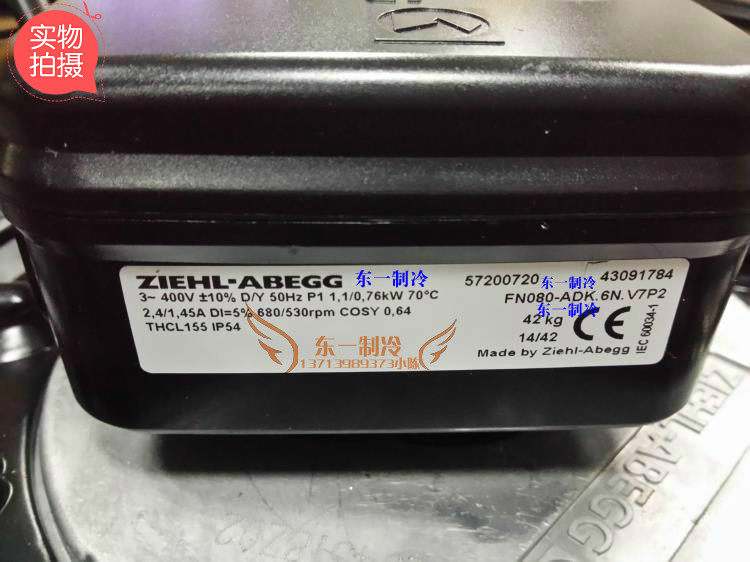 实物
拍摄
ZIEHL-ABEGG 东一制冷 57200720 东一制冷 43091784
3~ 400V ±10% D/Y 50Hz P1 1,1/0,76kW 70°C FN080-ADK.6N.V7P2
2,4/1,45A DI=5% 680/530rpm COSY 0,64 42 kg 东一制冷 CE
THCL155 IP54 14/42
Made by Ziehl-Abegg
IEC 60034-1
东一制冷
13713989373小陈
ZIEHL-ABEGG